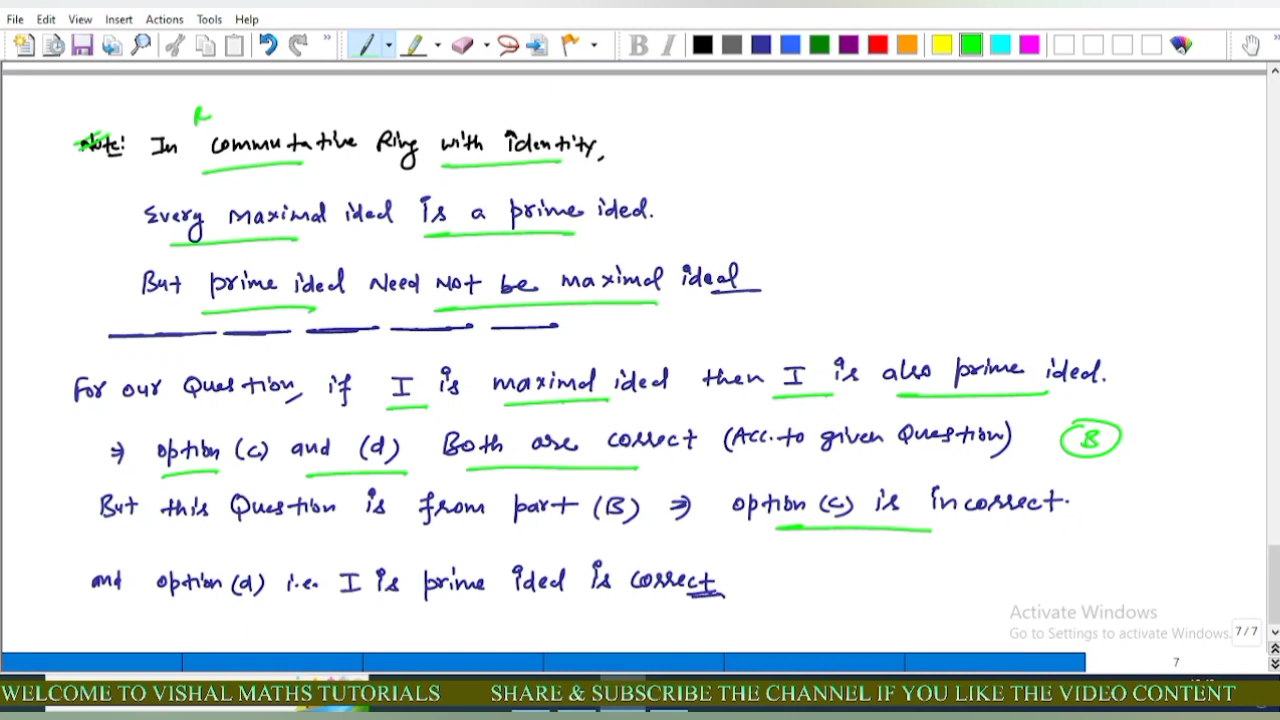 File Edit View Insert Actions Tools Help
R
Note: In commutative Ring with identity,
Every maximal ideal is a prime ideal.
But prime ideal Need Not be maximal ideal
For our Question, if I is maximal ideal then I is also prime ideal.
⇒ option (c) and (d) Both are correct (Acc. to given Question) B
But this Question is from part (B) ⇒ option (c) is incorrect.
and option (d) i.e. I is prime ideal is correct
Activate Windows
Go to Settings to activate Windows. 7/7
7
WELCOME TO VISHAL MATHS TUTORIALS SHARE & SUBSCRIBE THE CHANNEL IF YOU LIKE THE VIDEO CONTENT